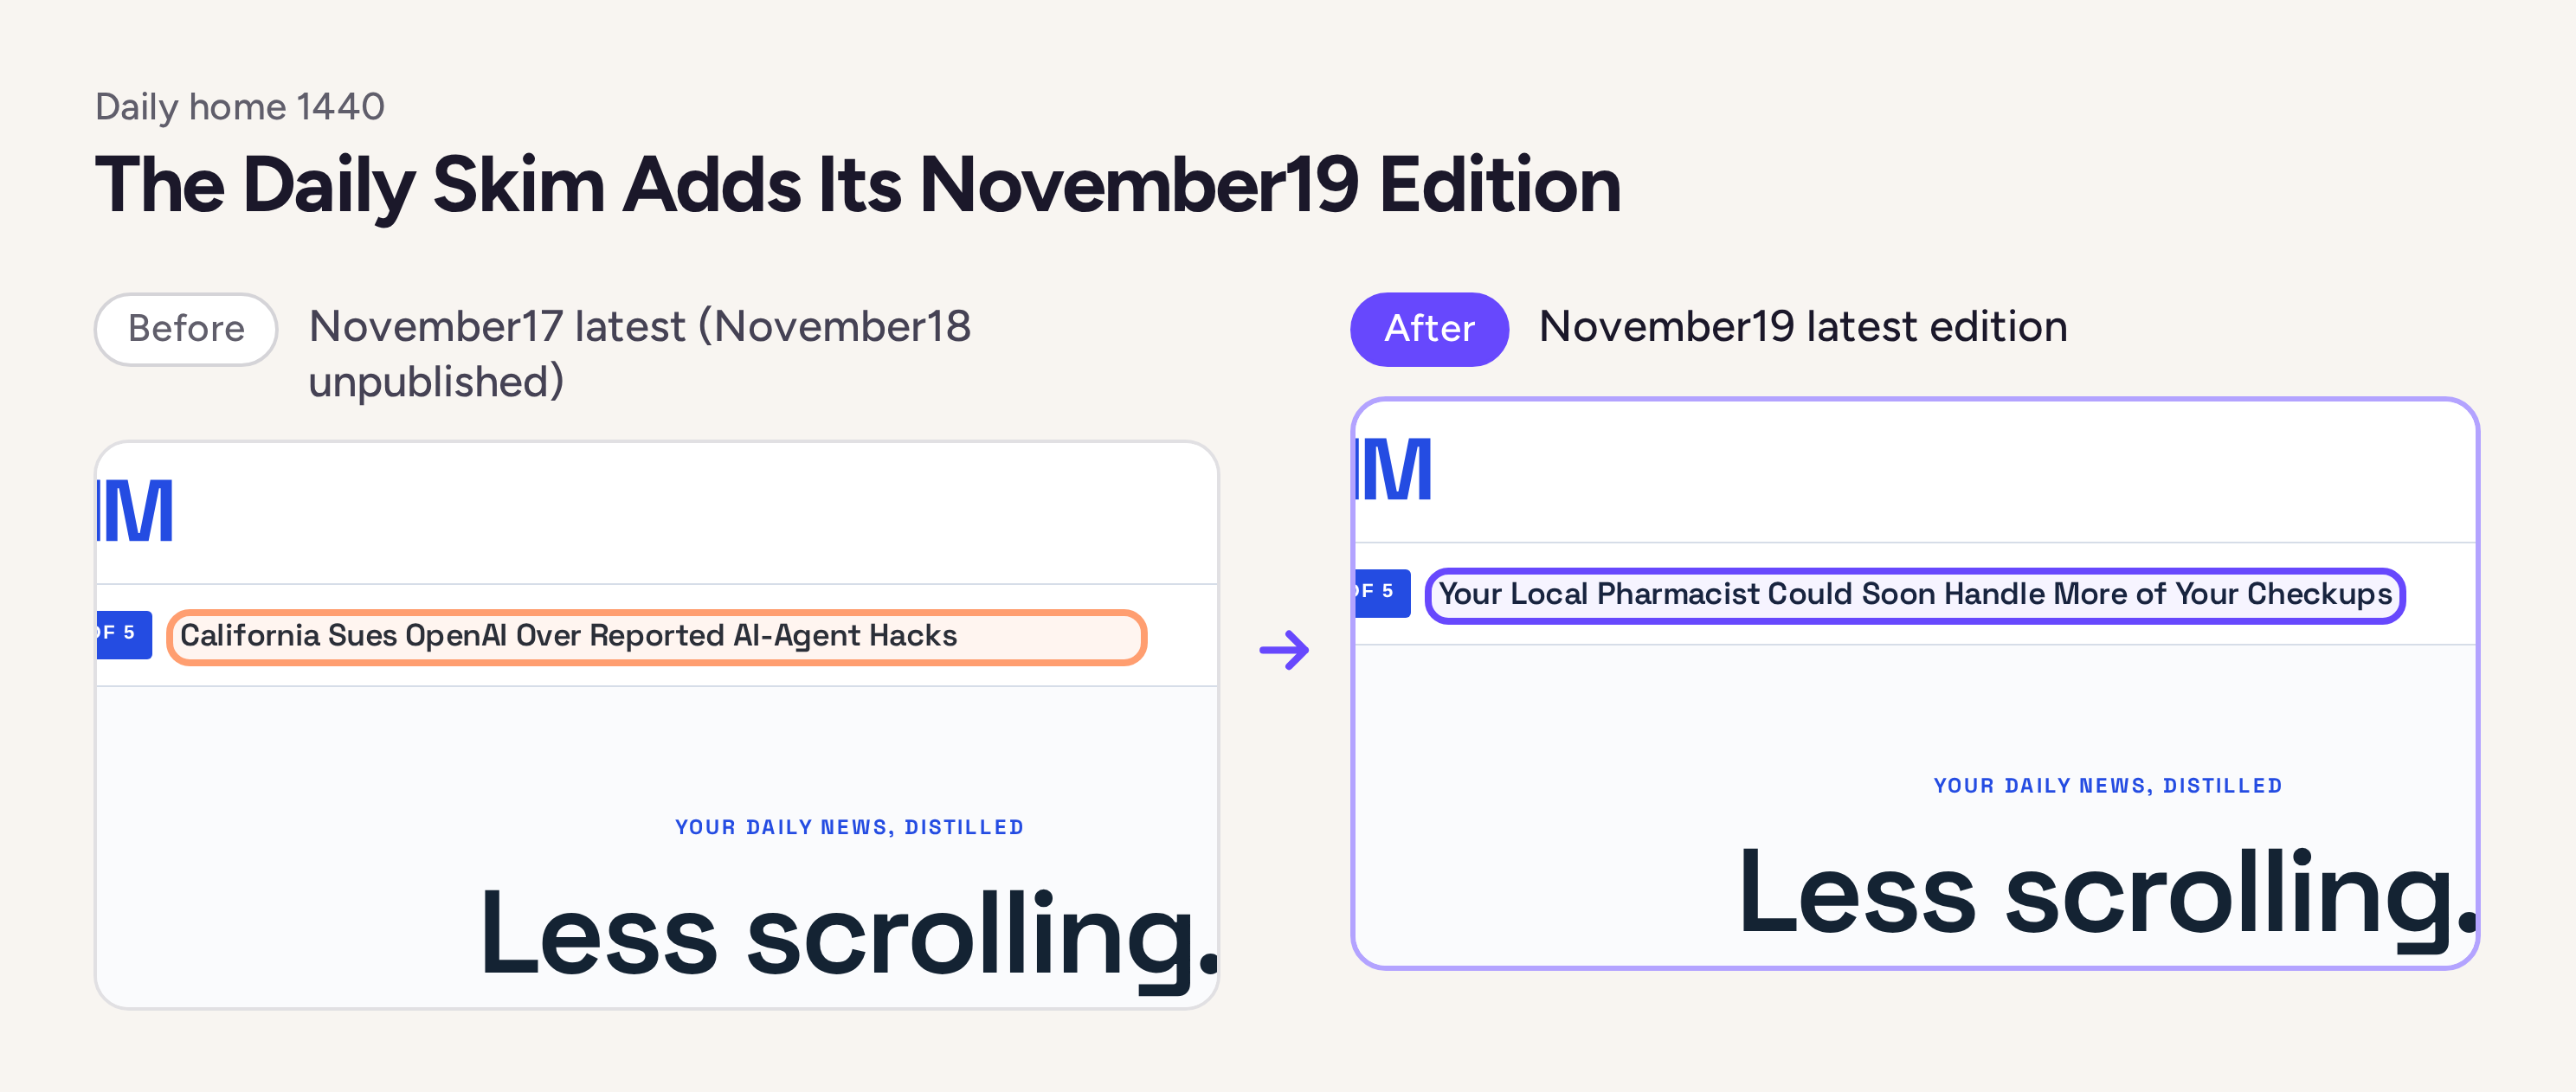 Daily home 1440
The Daily Skim Adds Its November19 Edition
Before
November17 latest (November18
unpublished)
IM
OF 5
California Sues OpenAI Over Reported AI-Agent Hacks
YOUR DAILY NEWS, DISTILLED
Less scrolling.
After
November19 latest edition
IM
OF 5
Your Local Pharmacist Could Soon Handle More of Your Checkups
YOUR DAILY NEWS, DISTILLED
Less scrolling.